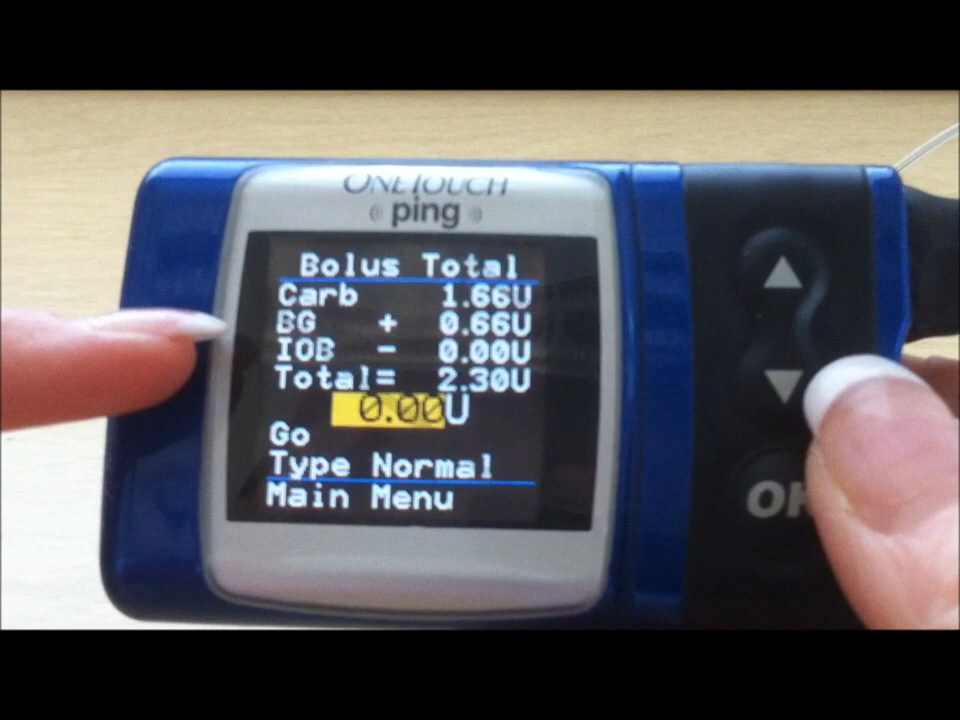 ONETOUCH
ping
Bolus Total
Carb 1.66U
BG + 0.66U
IOB - 0.00U
Total= 2.30U
0.00U
Go
Type Normal
Main Menu